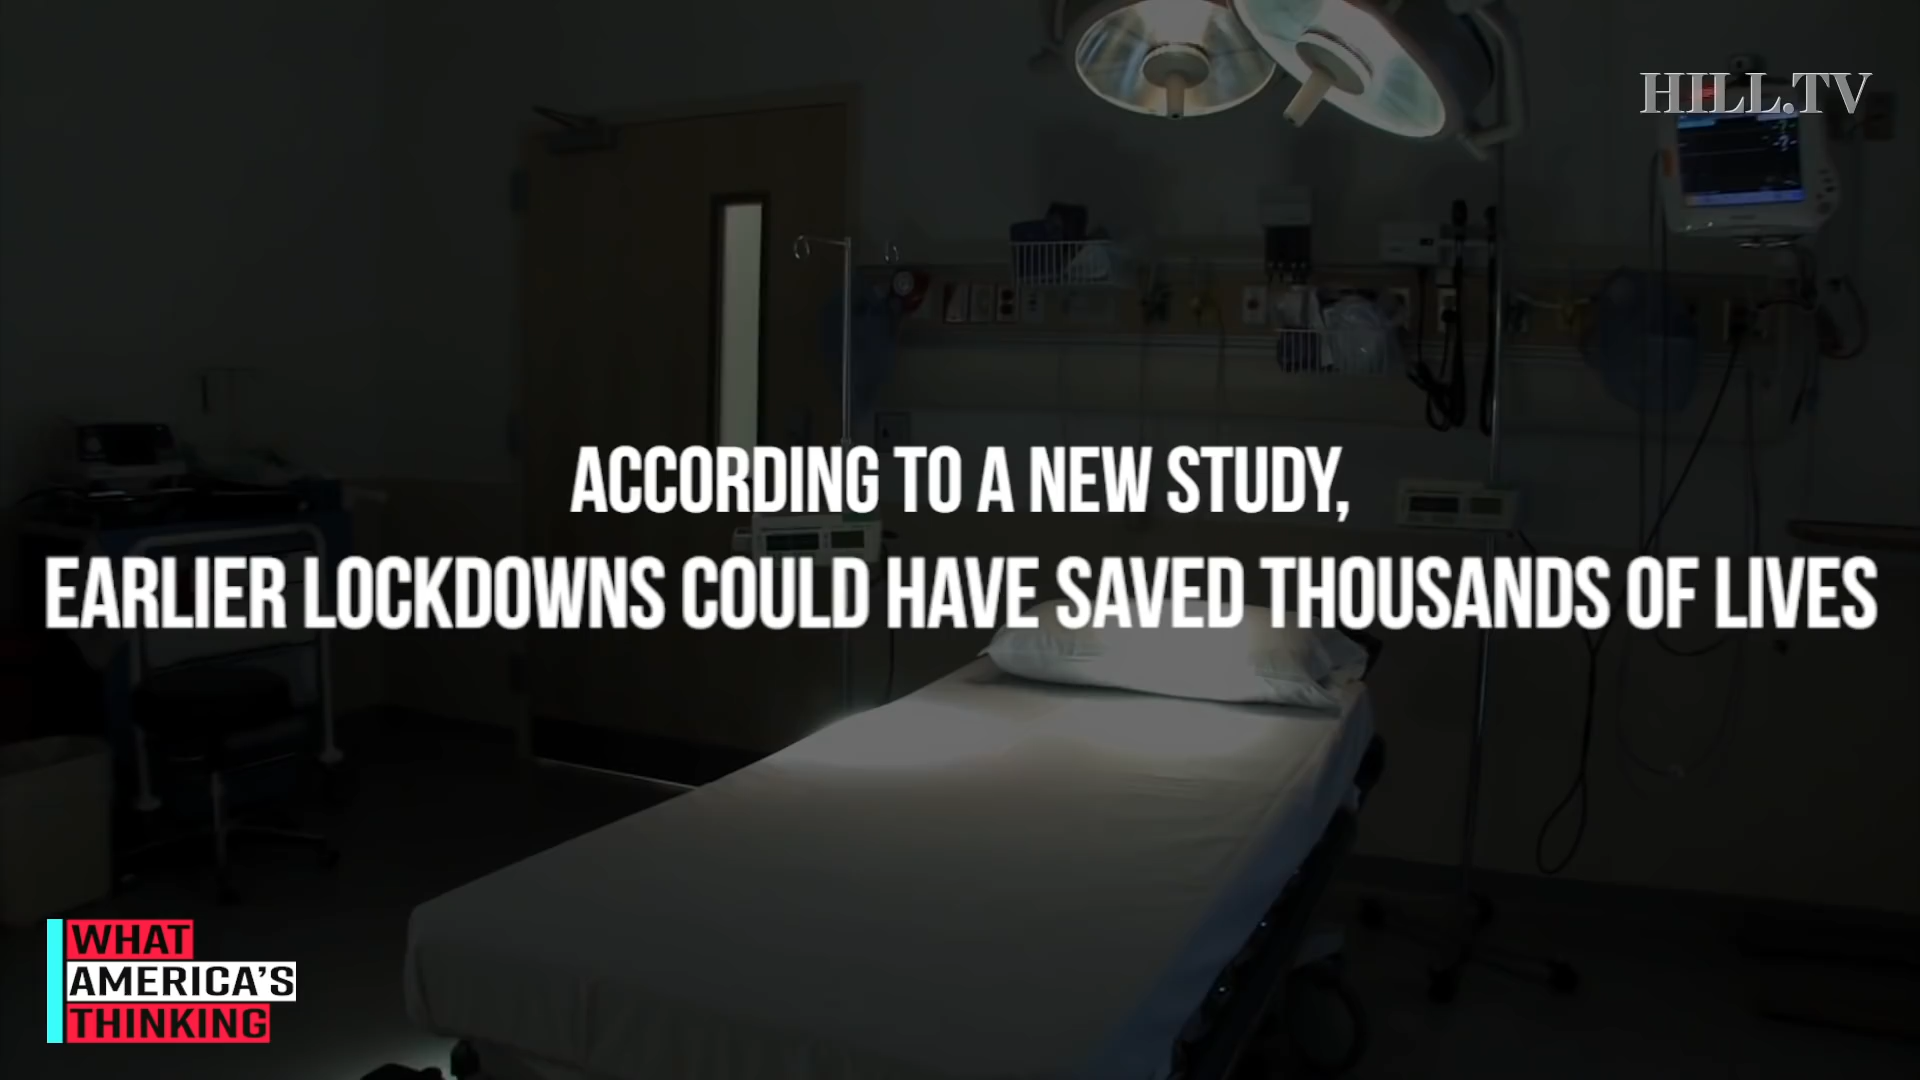 HILL.TV
ACCORDING TO A NEW STUDY,
EARLIER LOCKDOWNS COULD HAVE SAVED THOUSANDS OF LIVES
WHAT
AMERICA'S
THINKING